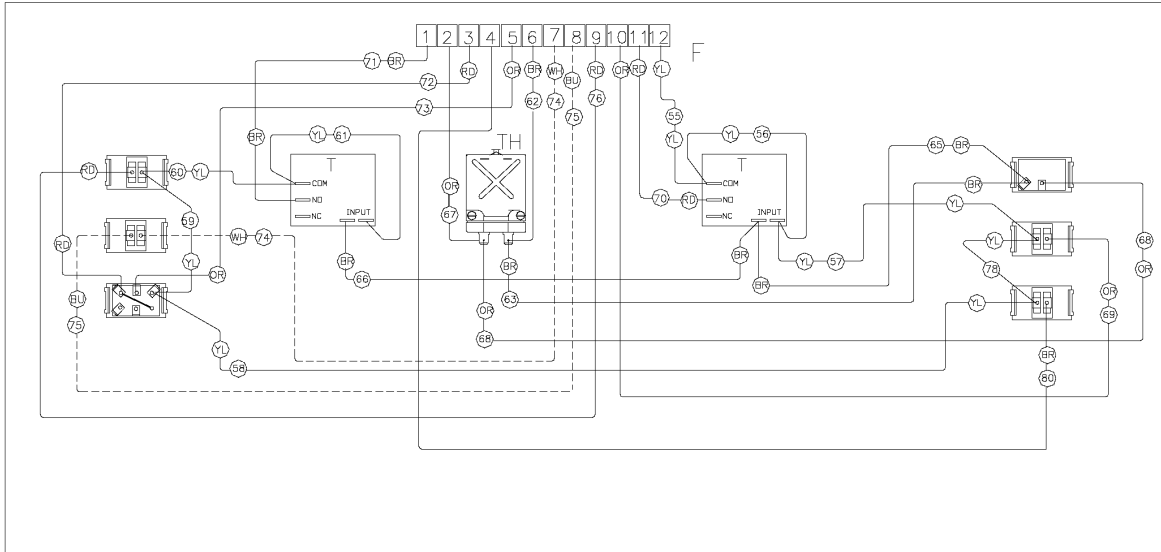 1 2 3 4 5 6 7 8 9 10 11 12
F
71 BR
RD
OR
BR
WH
BU
RD
OR
RD
YL
72
73
62
74
75
76
55
TH
BR
YL 61
T
COM
NO
NC
INPUT
YL
YL 56
T
COM
NO
NC
INPUT
70 RD
65 BR
BR
RD
60 YL
59
OR
67
YL
YL
68
OR
WH 74
RD
YL
OR
BR
66
BR
63
BR
YL 57
BR
78
BU
75
OR
68
YL
OR
69
YL
58
BR
80